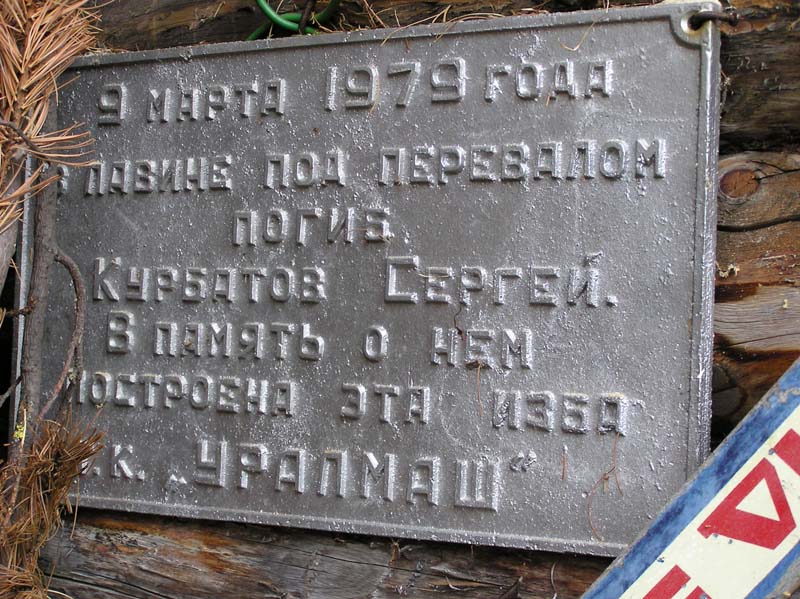 9 МАРТА 1979 ГОДА
В ЛАВИНЕ ПОД ПЕРЕВАЛОМ
ПОГИБ
КУРБАТОВ СЕРГЕЙ.
В ПАМЯТЬ О НЕМ
ПОСТРОЕНА ЭТА ИЗБА
.К. „УРАЛМАШ"